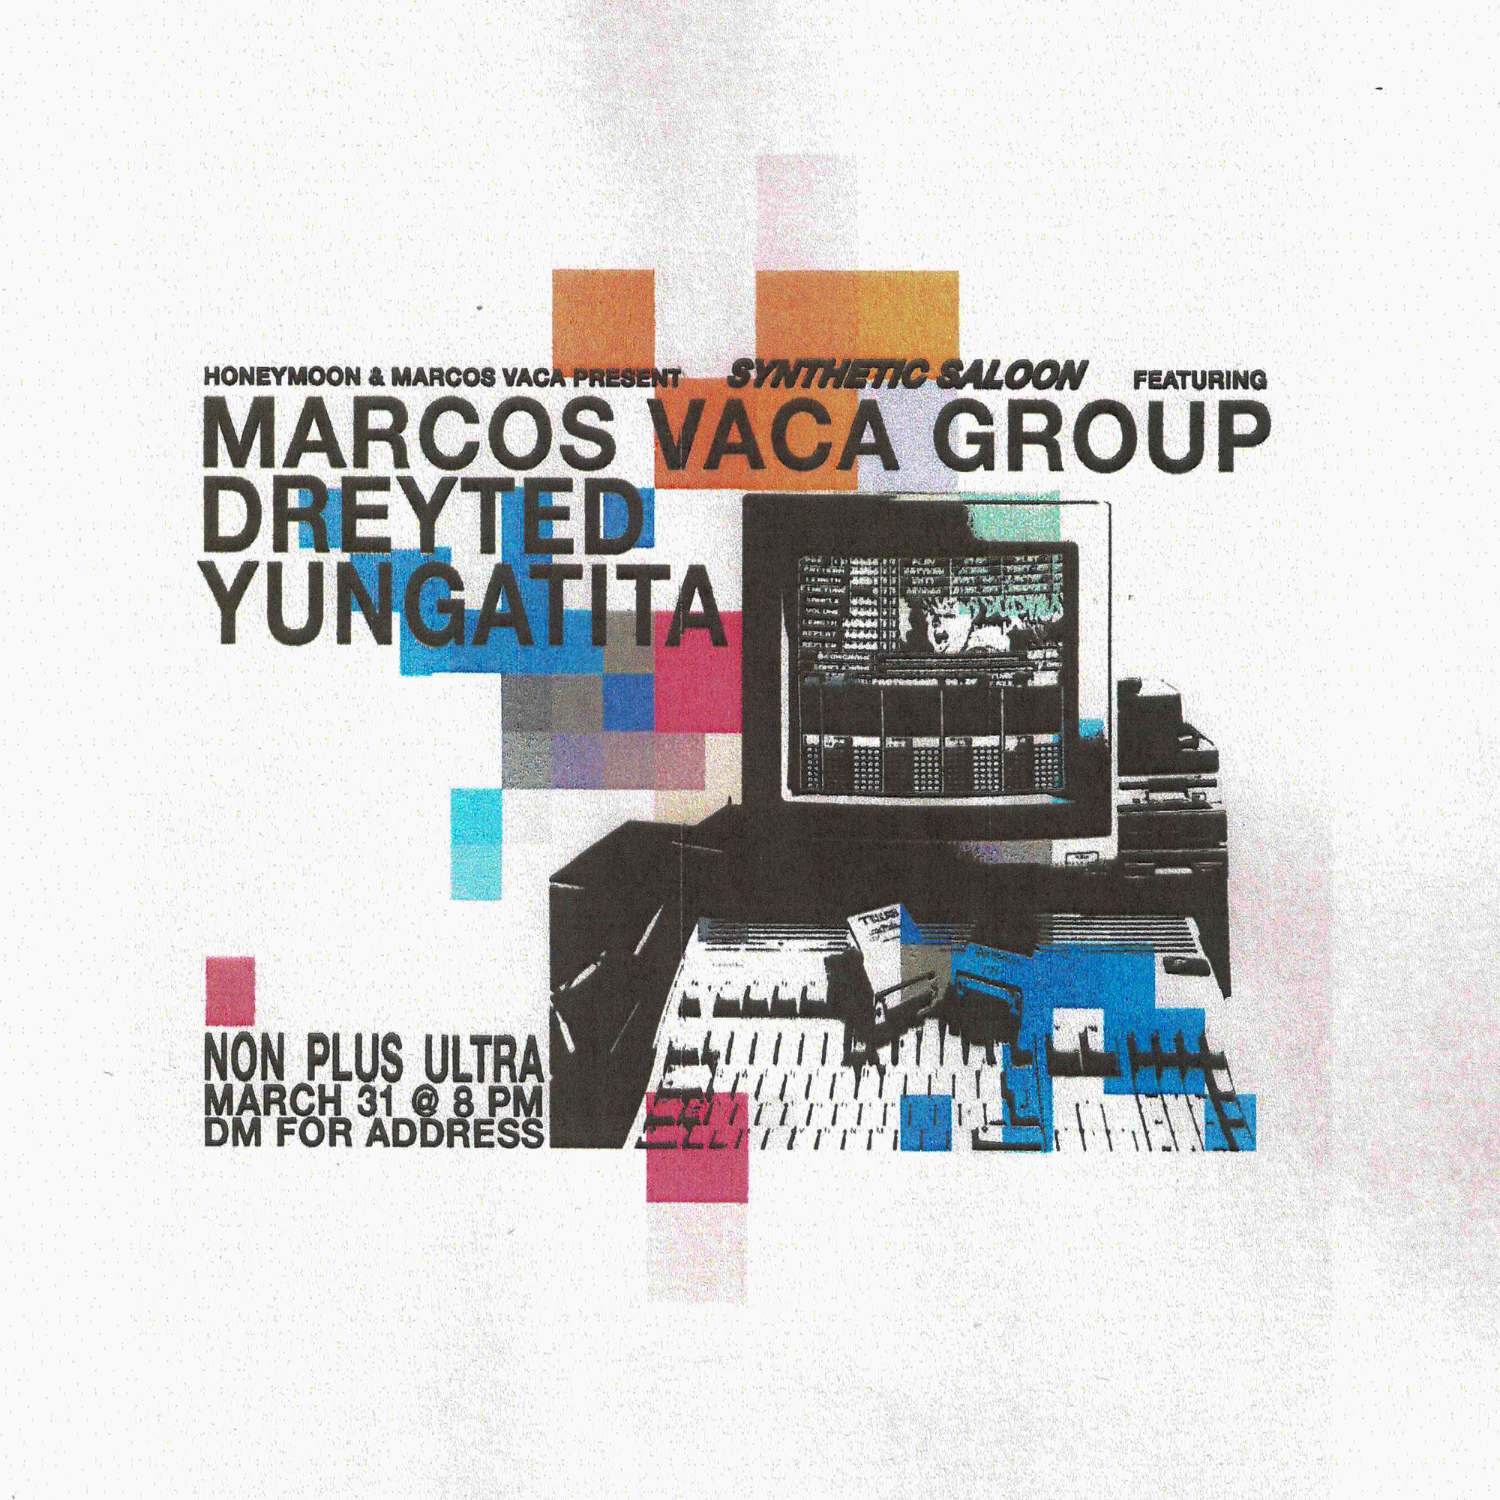 HONEYMOON & MARCOS VACA PRESENT SYNTHETIC SALOON FEATURING
MARCOS VACA GROUP
DREYTED
YUNGATITA
NON PLUS ULTRA
MARCH 31 @ 8 PM
DM FOR ADDRESS